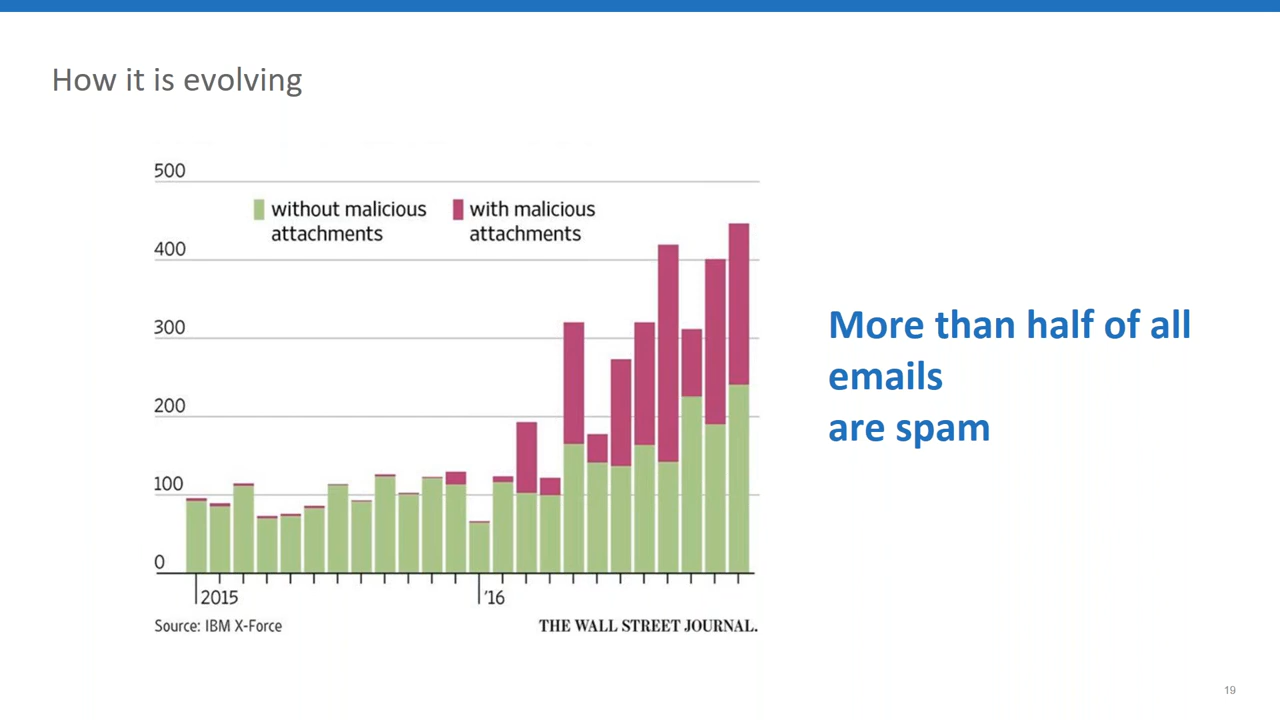 How it is evolving
500
without malicious
attachments
with malicious
attachments
400
300
200
100
0
2015
'16
Source: IBM X-Force
THE WALL STREET JOURNAL.
More than half of all
emails
are spam
19